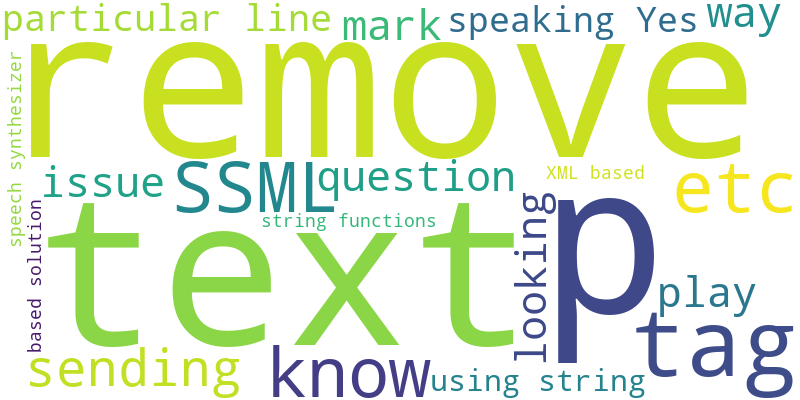 particular line
mark
speaking Yes
way
remove
speech synthesizer
issue
SSML
question
XML based
etc
string functions
text
p
looking
based solution
play
tag
sending
know
using string